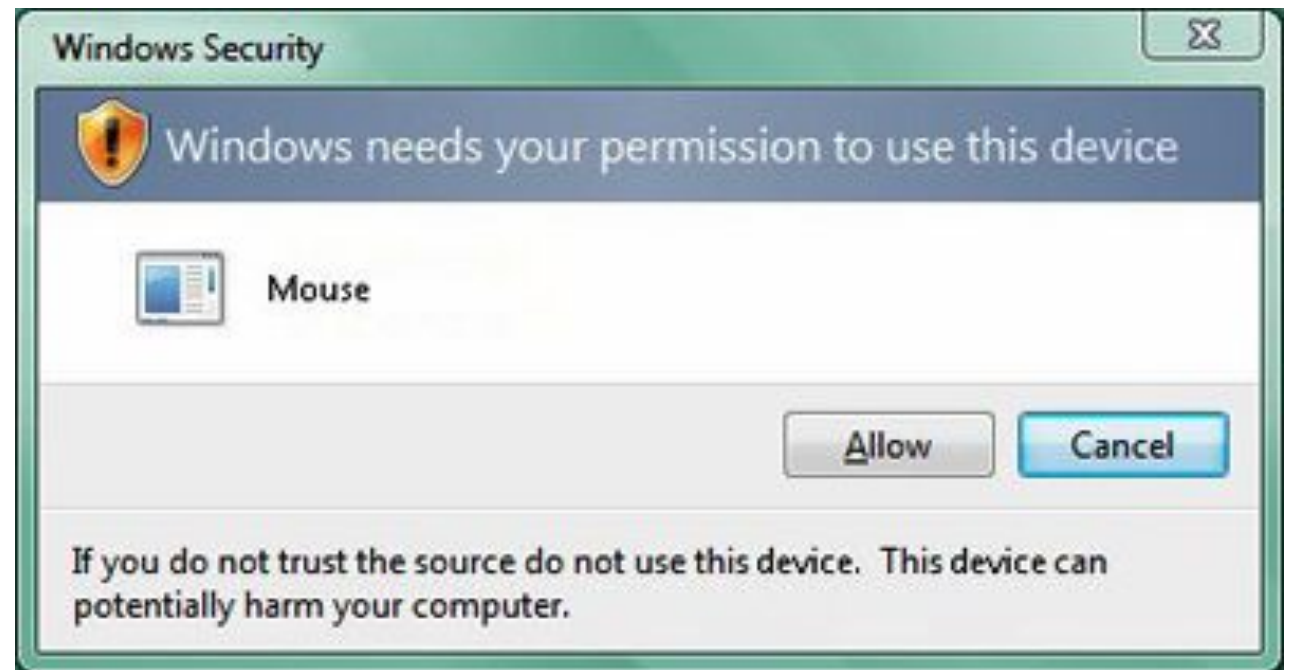 Windows Security
Windows needs your permission to use this device
Mouse
Allow
Cancel
If you do not trust the source do not use this device. This device can
potentially harm your computer.